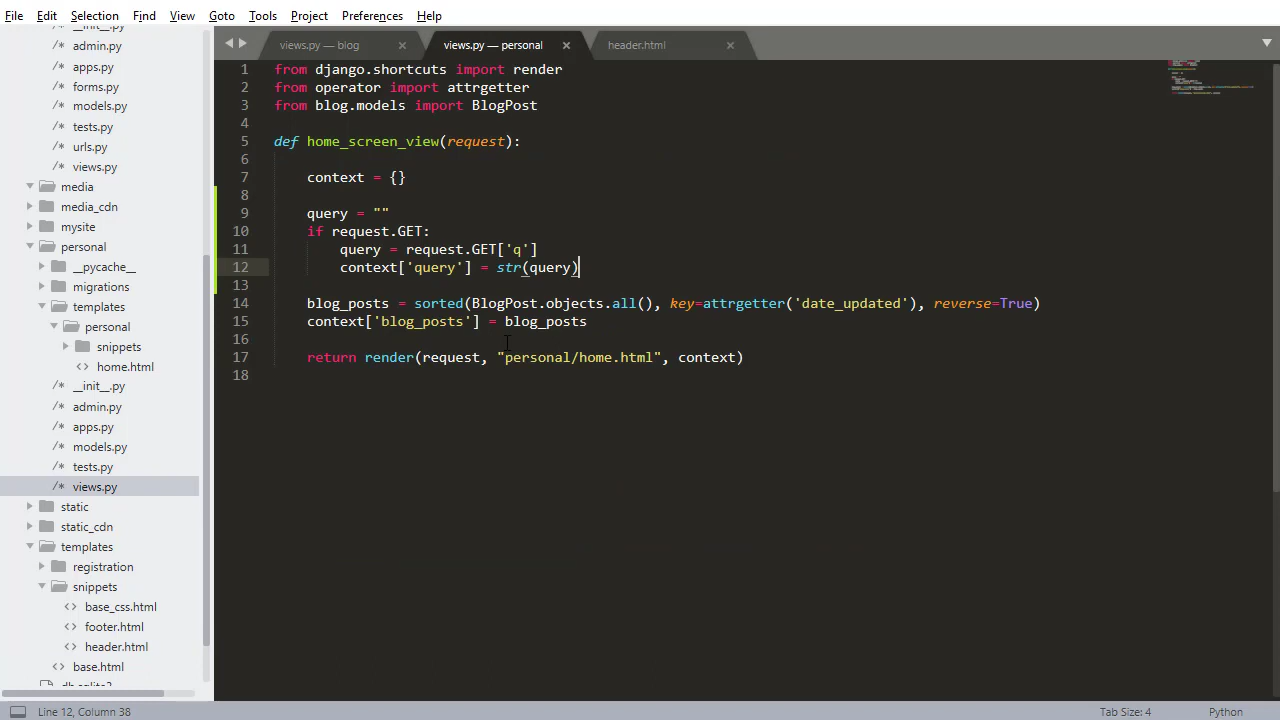 File Edit Selection Find View Goto Tools Project Preferences Help
__init__.py
admin.py
apps.py
forms.py
models.py
tests.py
urls.py
views.py
media
media_cdn
mysite
personal
__pycache__
migrations
templates
personal
snippets
home.html
__init__.py
admin.py
apps.py
models.py
tests.py
views.py
static
static_cdn
templates
registration
snippets
base_css.html
footer.html
header.html
base.html
db.sqlite3
views.py — blog views.py — personal header.html
1 from django.shortcuts import render
2 from operator import attrgetter
3 from blog.models import BlogPost
4
5 def home_screen_view(request):
6
7 context = {}
8
9 query = ""
10 if request.GET:
11 query = request.GET['q']
12 context['query'] = str(query)
13
14 blog_posts = sorted(BlogPost.objects.all(), key=attrgetter('date_updated'), reverse=True)
15 context['blog_posts'] = blog_posts
16
17 return render(request, "personal/home.html", context)
18
Line 12, Column 38 Tab Size: 4 Python